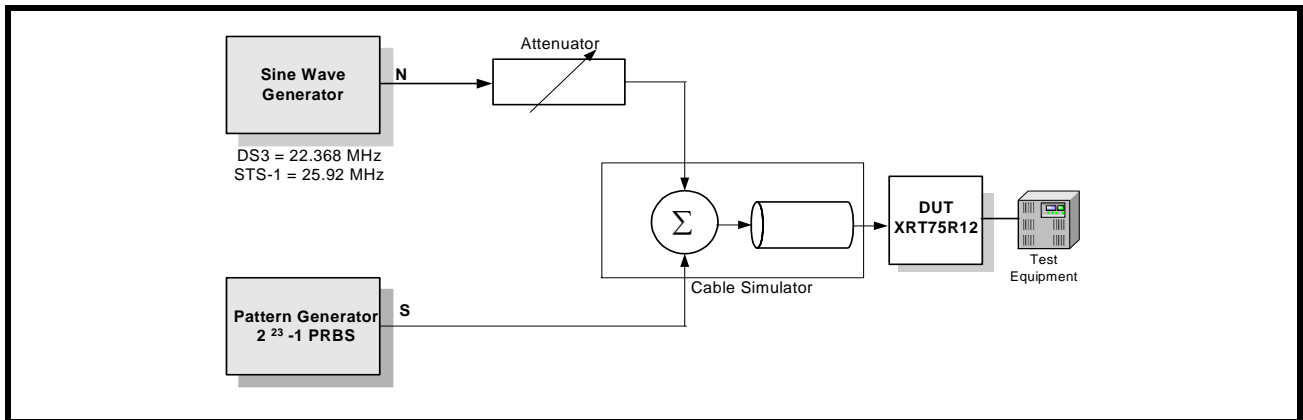 Attenuator
Sine Wave
Generator
N
DS3 = 22.368 MHz
STS-1 = 25.92 MHz
Σ
DUT
XRT75R12
Test
Equipment
Cable Simulator
Pattern Generator
2 23 -1 PRBS
S